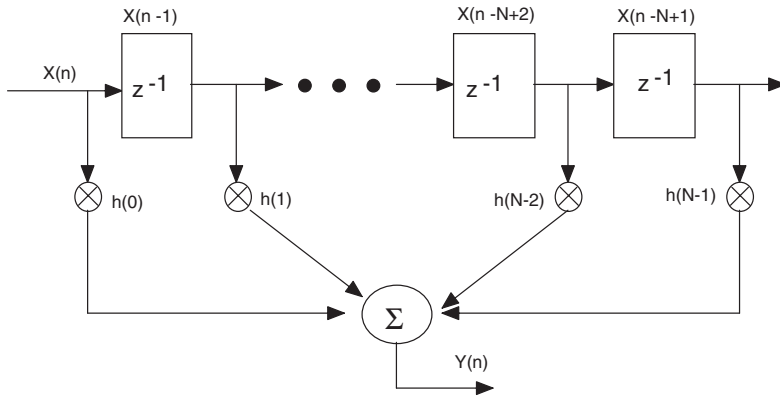 X(n -1)
X(n -N+2)
X(n -N+1)
X(n)
z -1
z -1
z -1
h(0)
h(1)
h(N-2)
h(N-1)
Σ
Y(n)